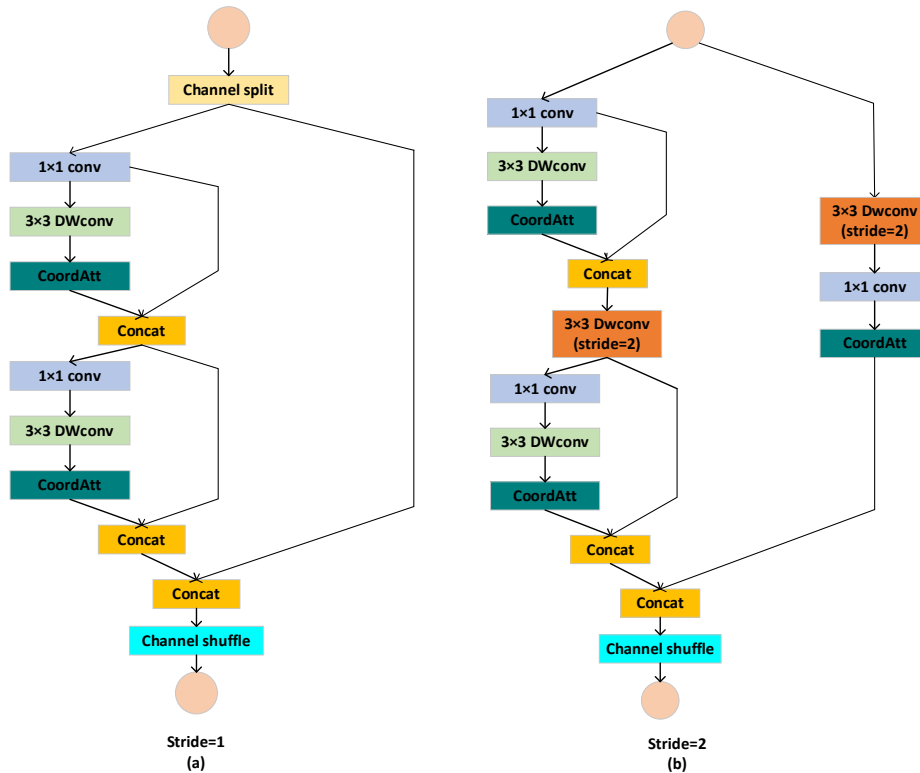 Channel split
1×1 conv
3×3 DWconv
CoordAtt
Concat
1×1 conv
3×3 DWconv
CoordAtt
Concat
Concat
Channel shuffle
Stride=1
(a)
1×1 conv
3×3 DWconv
CoordAtt
Concat
3×3 Dwconv
(stride=2)
1×1 conv
3×3 DWconv
CoordAtt
Concat
3×3 Dwconv
(stride=2)
1×1 conv
CoordAtt
Concat
Channel shuffle
Stride=2
(b)